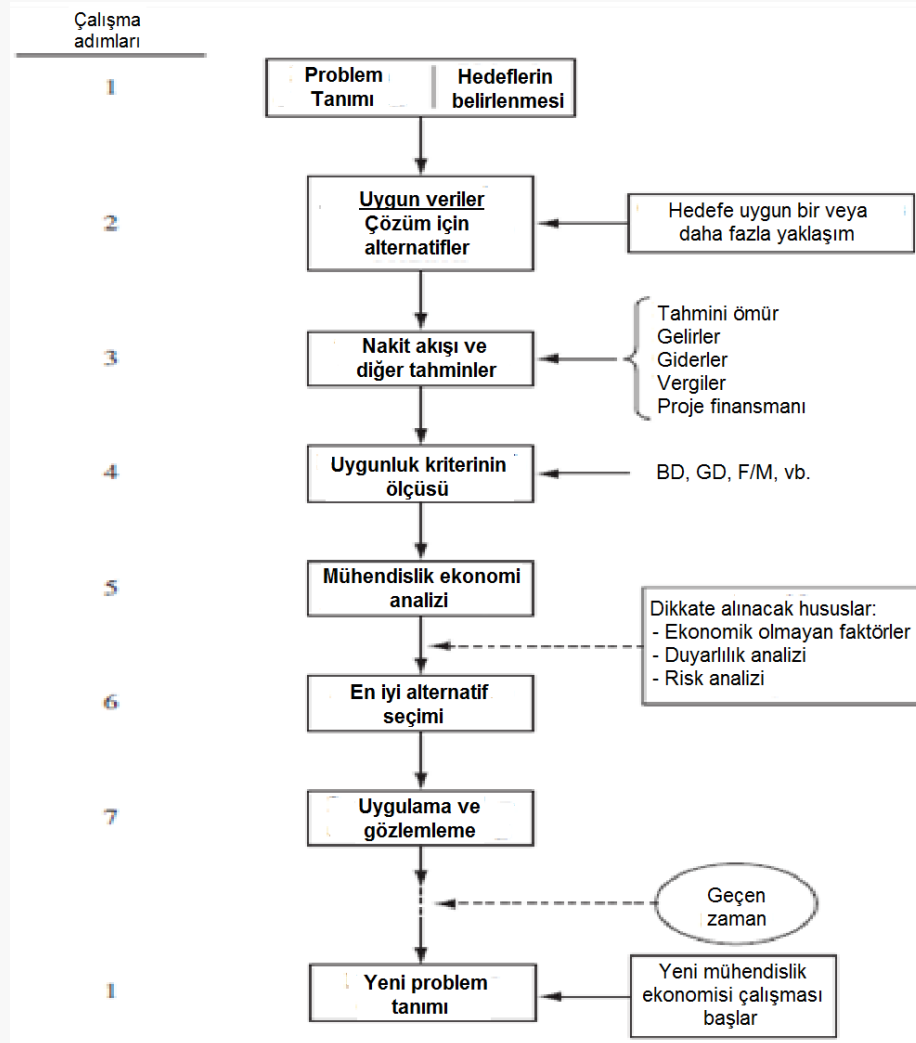 Çalışma
adımları
1
Problem
Tanımı
Hedeflerin
belirlenmesi
2
Uygun veriler
Çözüm için
alternatifler
Hedefe uygun bir veya
daha fazla yaklaşım
3
Nakit akışı ve
diğer tahminler
Tahmini ömür
Gelirler
Giderler
Vergiler
Proje finansmanı
4
Uygunluk kriterinin
ölçüsü
BD, GD, F/M, vb.
5
Mühendislik ekonomi
analizi
Dikkate alınacak hususlar:
- Ekonomik olmayan faktörler
- Duyarlılık analizi
- Risk analizi
6
En iyi alternatif
seçimi
7
Uygulama ve
gözlemleme
Geçen
zaman
1
Yeni problem
tanımı
Yeni mühendislik
ekonomisi çalışması
başlar